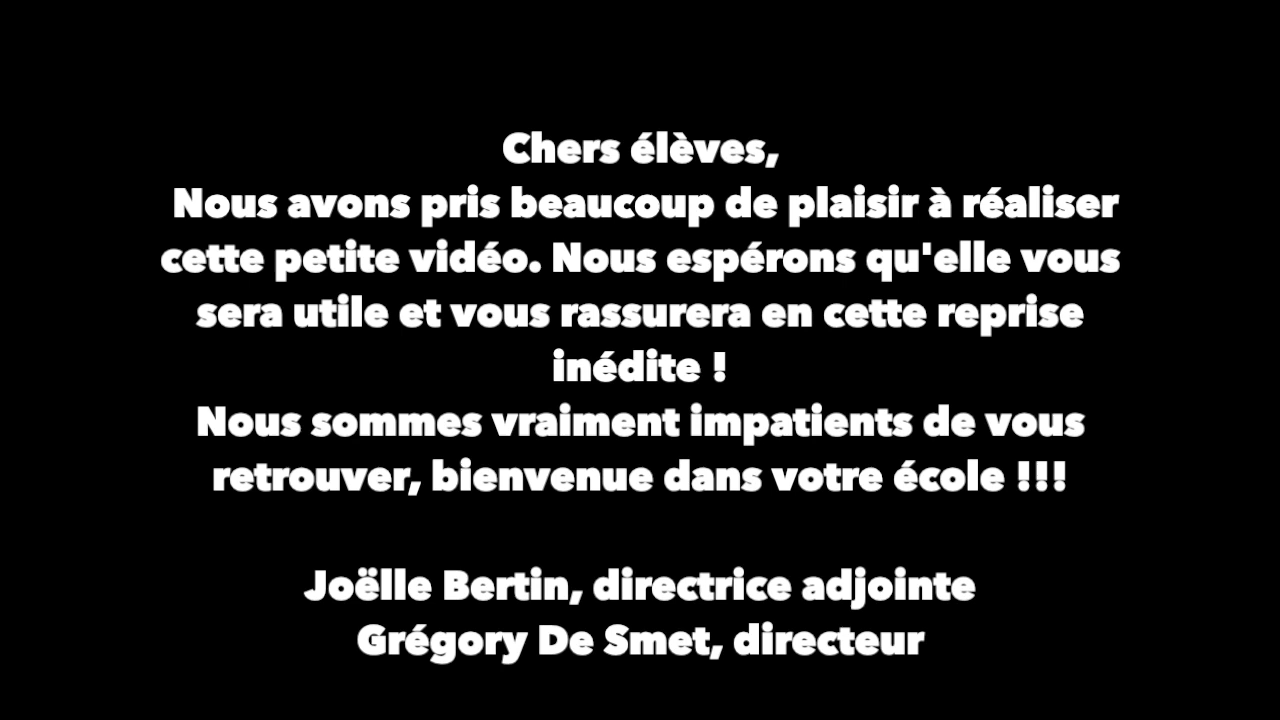 Chers élèves,
Nous avons pris beaucoup de plaisir à réaliser
cette petite vidéo. Nous espérons qu'elle vous
sera utile et vous rassurera en cette reprise
inédite !
Nous sommes vraiment impatients de vous
retrouver, bienvenue dans votre école !!!
Joëlle Bertin, directrice adjointe
Grégory De Smet, directeur